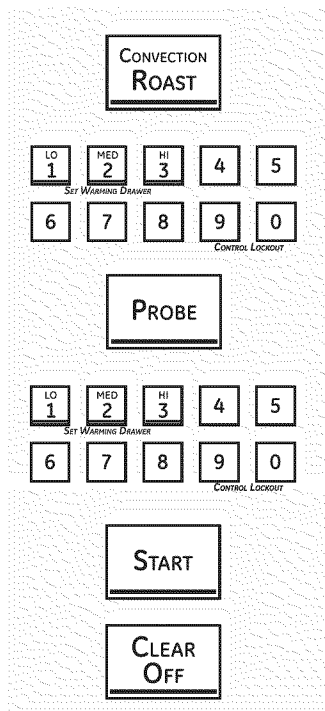 CONVECTION
ROAST
LO MED HI
1 2 3 4 5
SET WARMING DRAWER
6 7 8 9 0
CONTROL LOCKOUT
PROBE
LO MED HI
1 2 3 4 5
SET WARMING DRAWER
6 7 8 9 0
CONTROL LOCKOUT
START
CLEAR
OFF